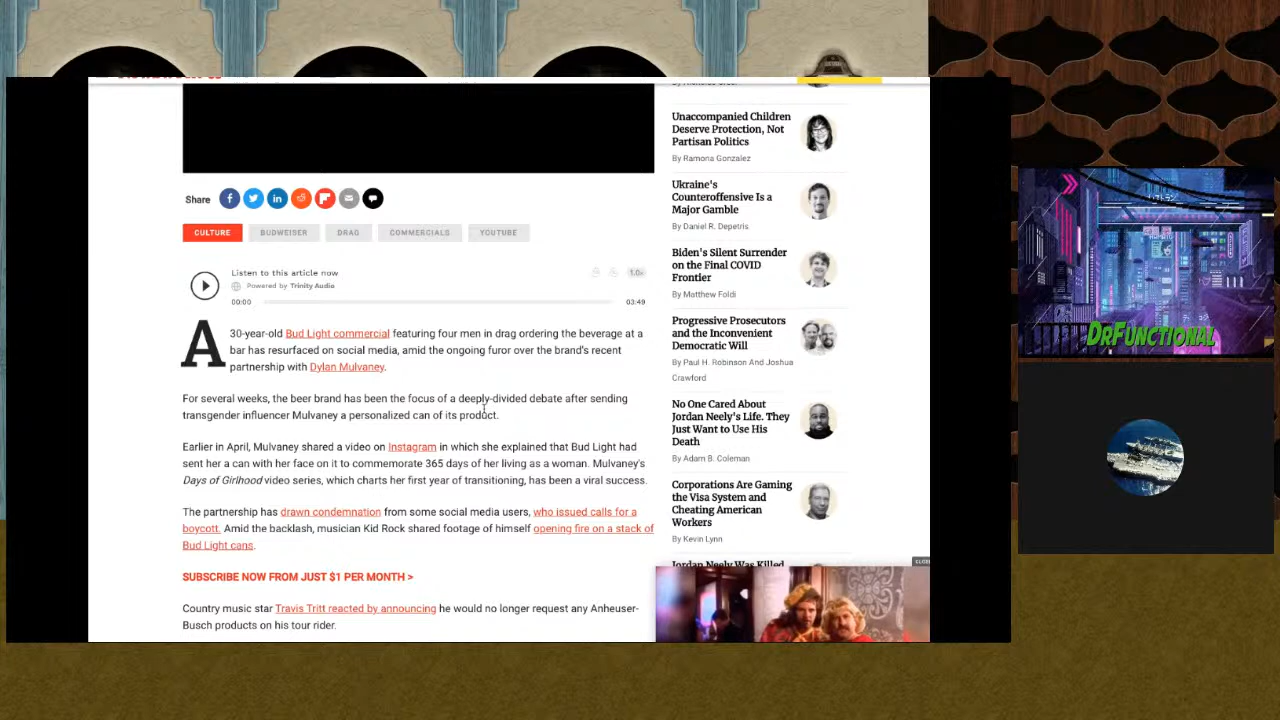 Share
CULTURE
BUDWEISER
DRAG
COMMERCIALS
YOUTUBE
Listen to this article now
Powered by Trinity Audio
1.0x
00:00
03:49
A 30-year-old Bud Light commercial featuring four men in drag ordering the beverage at a
bar has resurfaced on social media, amid the ongoing furor over the brand's recent
partnership with Dylan Mulvaney.
For several weeks, the beer brand has been the focus of a deeply-divided debate after sending
transgender influencer Mulvaney a personalized can of its product.
Earlier in April, Mulvaney shared a video on Instagram in which she explained that Bud Light had
sent her a can with her face on it to commemorate 365 days of her living as a woman. Mulvaney's
Days of Girlhood video series, which charts her first year of transitioning, has been a viral success.
The partnership has drawn condemnation from some social media users, who issued calls for a
boycott. Amid the backlash, musician Kid Rock shared footage of himself opening fire on a stack of
Bud Light cans.
SUBSCRIBE NOW FROM JUST $1 PER MONTH >
Country music star Travis Tritt reacted by announcing he would no longer request any Anheuser-
Busch products on his tour rider.
Unaccompanied Children
Deserve Protection, Not
Partisan Politics
By Ramona Gonzalez
Ukraine's
Counteroffensive Is a
Major Gamble
By Daniel R. Depetris
Biden's Silent Surrender
on the Final COVID
Frontier
By Matthew Foldi
Progressive Prosecutors
and the Inconvenient
Democratic Will
By Paul H. Robinson And Joshua
Crawford
No One Cared About
Jordan Neely's Life. They
Just Want to Use His
Death
By Adam B. Coleman
Corporations Are Gaming
the Visa System and
Cheating American
Workers
By Kevin Lynn
Jordan Neely Was Killed
DRFUNCTIONAL